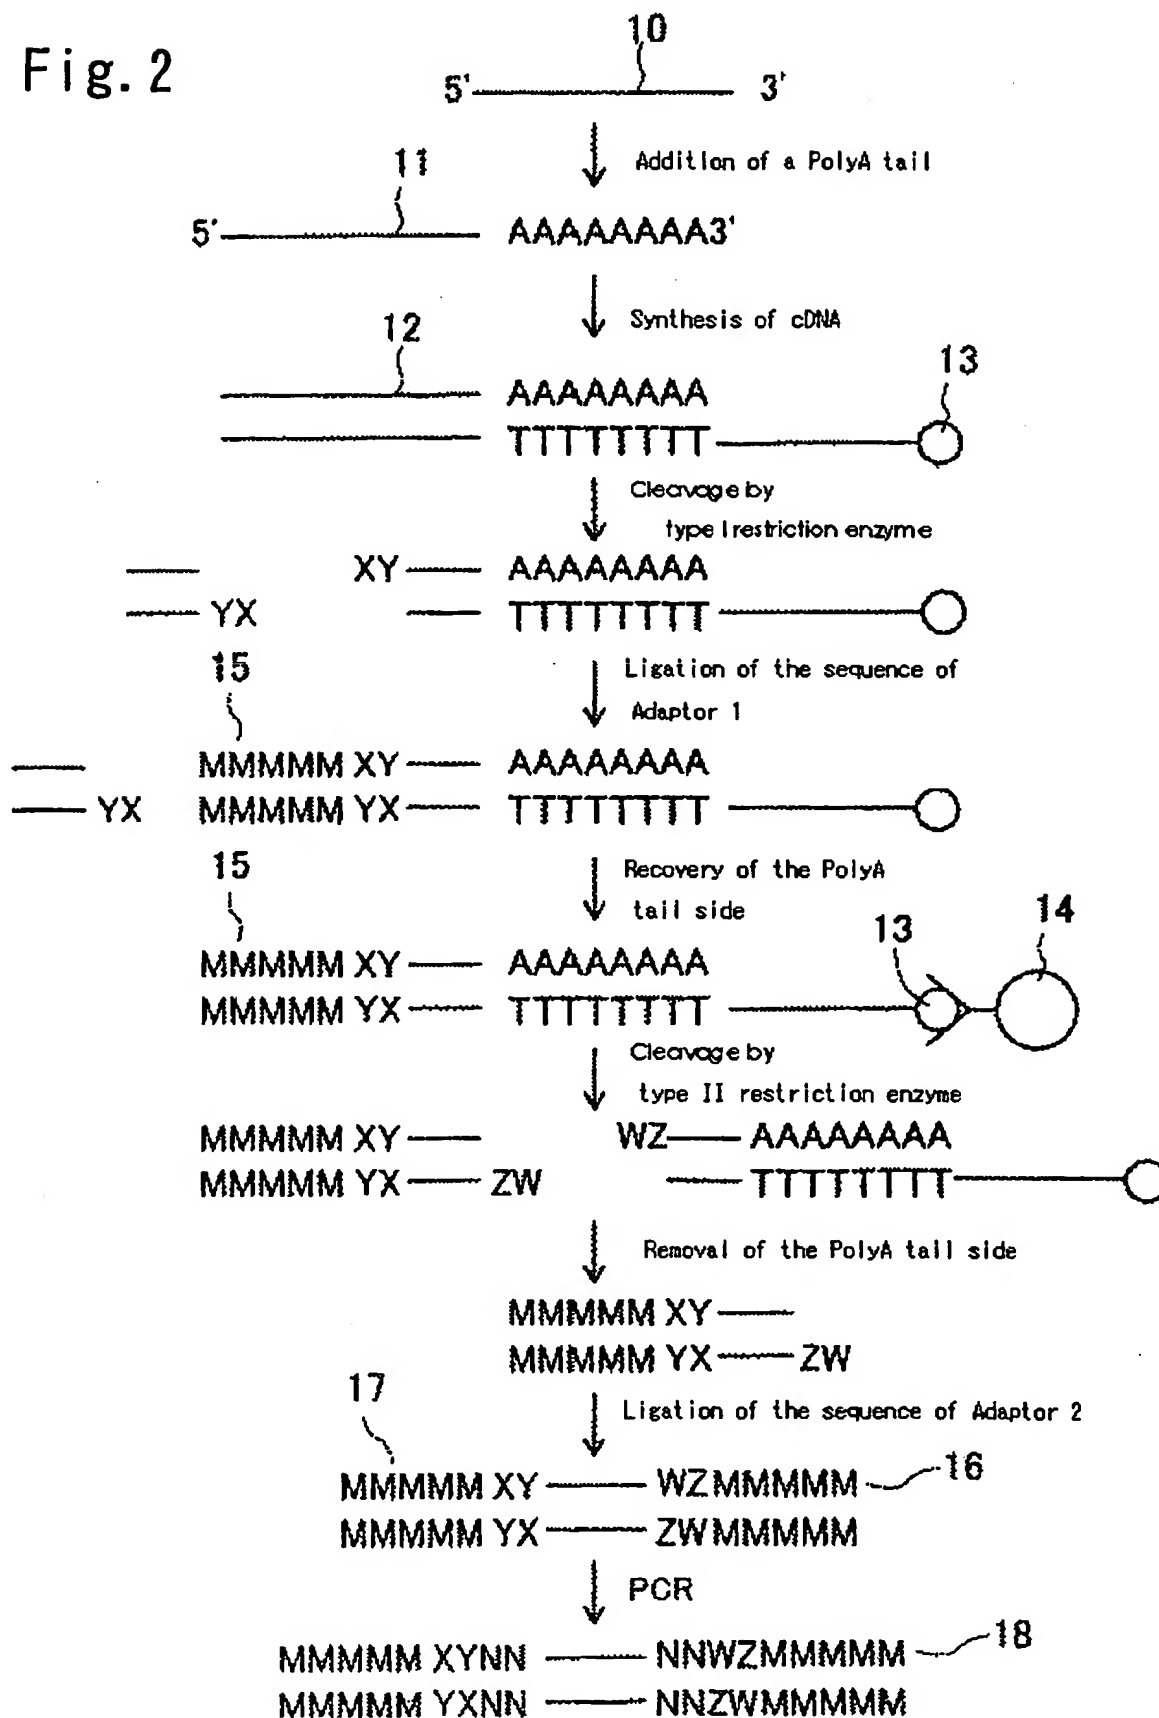 Fig. 2
10
5' 3'
Addition of a PolyA tail
11
5' AAAAAAAA3'
Synthesis of cDNA
12
13
AAAAAAAA
TTTTTTTT
Cleavage by
type I restriction enzyme
XY AAAAAAAA
YX TTTTTTTT
Ligation of the sequence of
Adaptor 1
15
MMMMM XY AAAAAAAA
YX MMMMM YX TTTTTTTT
Recovery of the PolyA
tail side
15
13
14
MMMMM XY AAAAAAAA
MMMMM YX TTTTTTTT
Cleavage by
type II restriction enzyme
MMMMM XY WZ AAAAAAAA
MMMMM YX ZW TTTTTTTT
Removal of the PolyA tail side
MMMMM XY
MMMMM YX ZW
Ligation of the sequence of Adaptor 2
17
MMMMM XY WZMMMMM 16
MMMMM YX ZWMMMMM
PCR
MMMMM XYNN NNWZMMMMM 18
MMMMM YXNN NNZWMMMMM